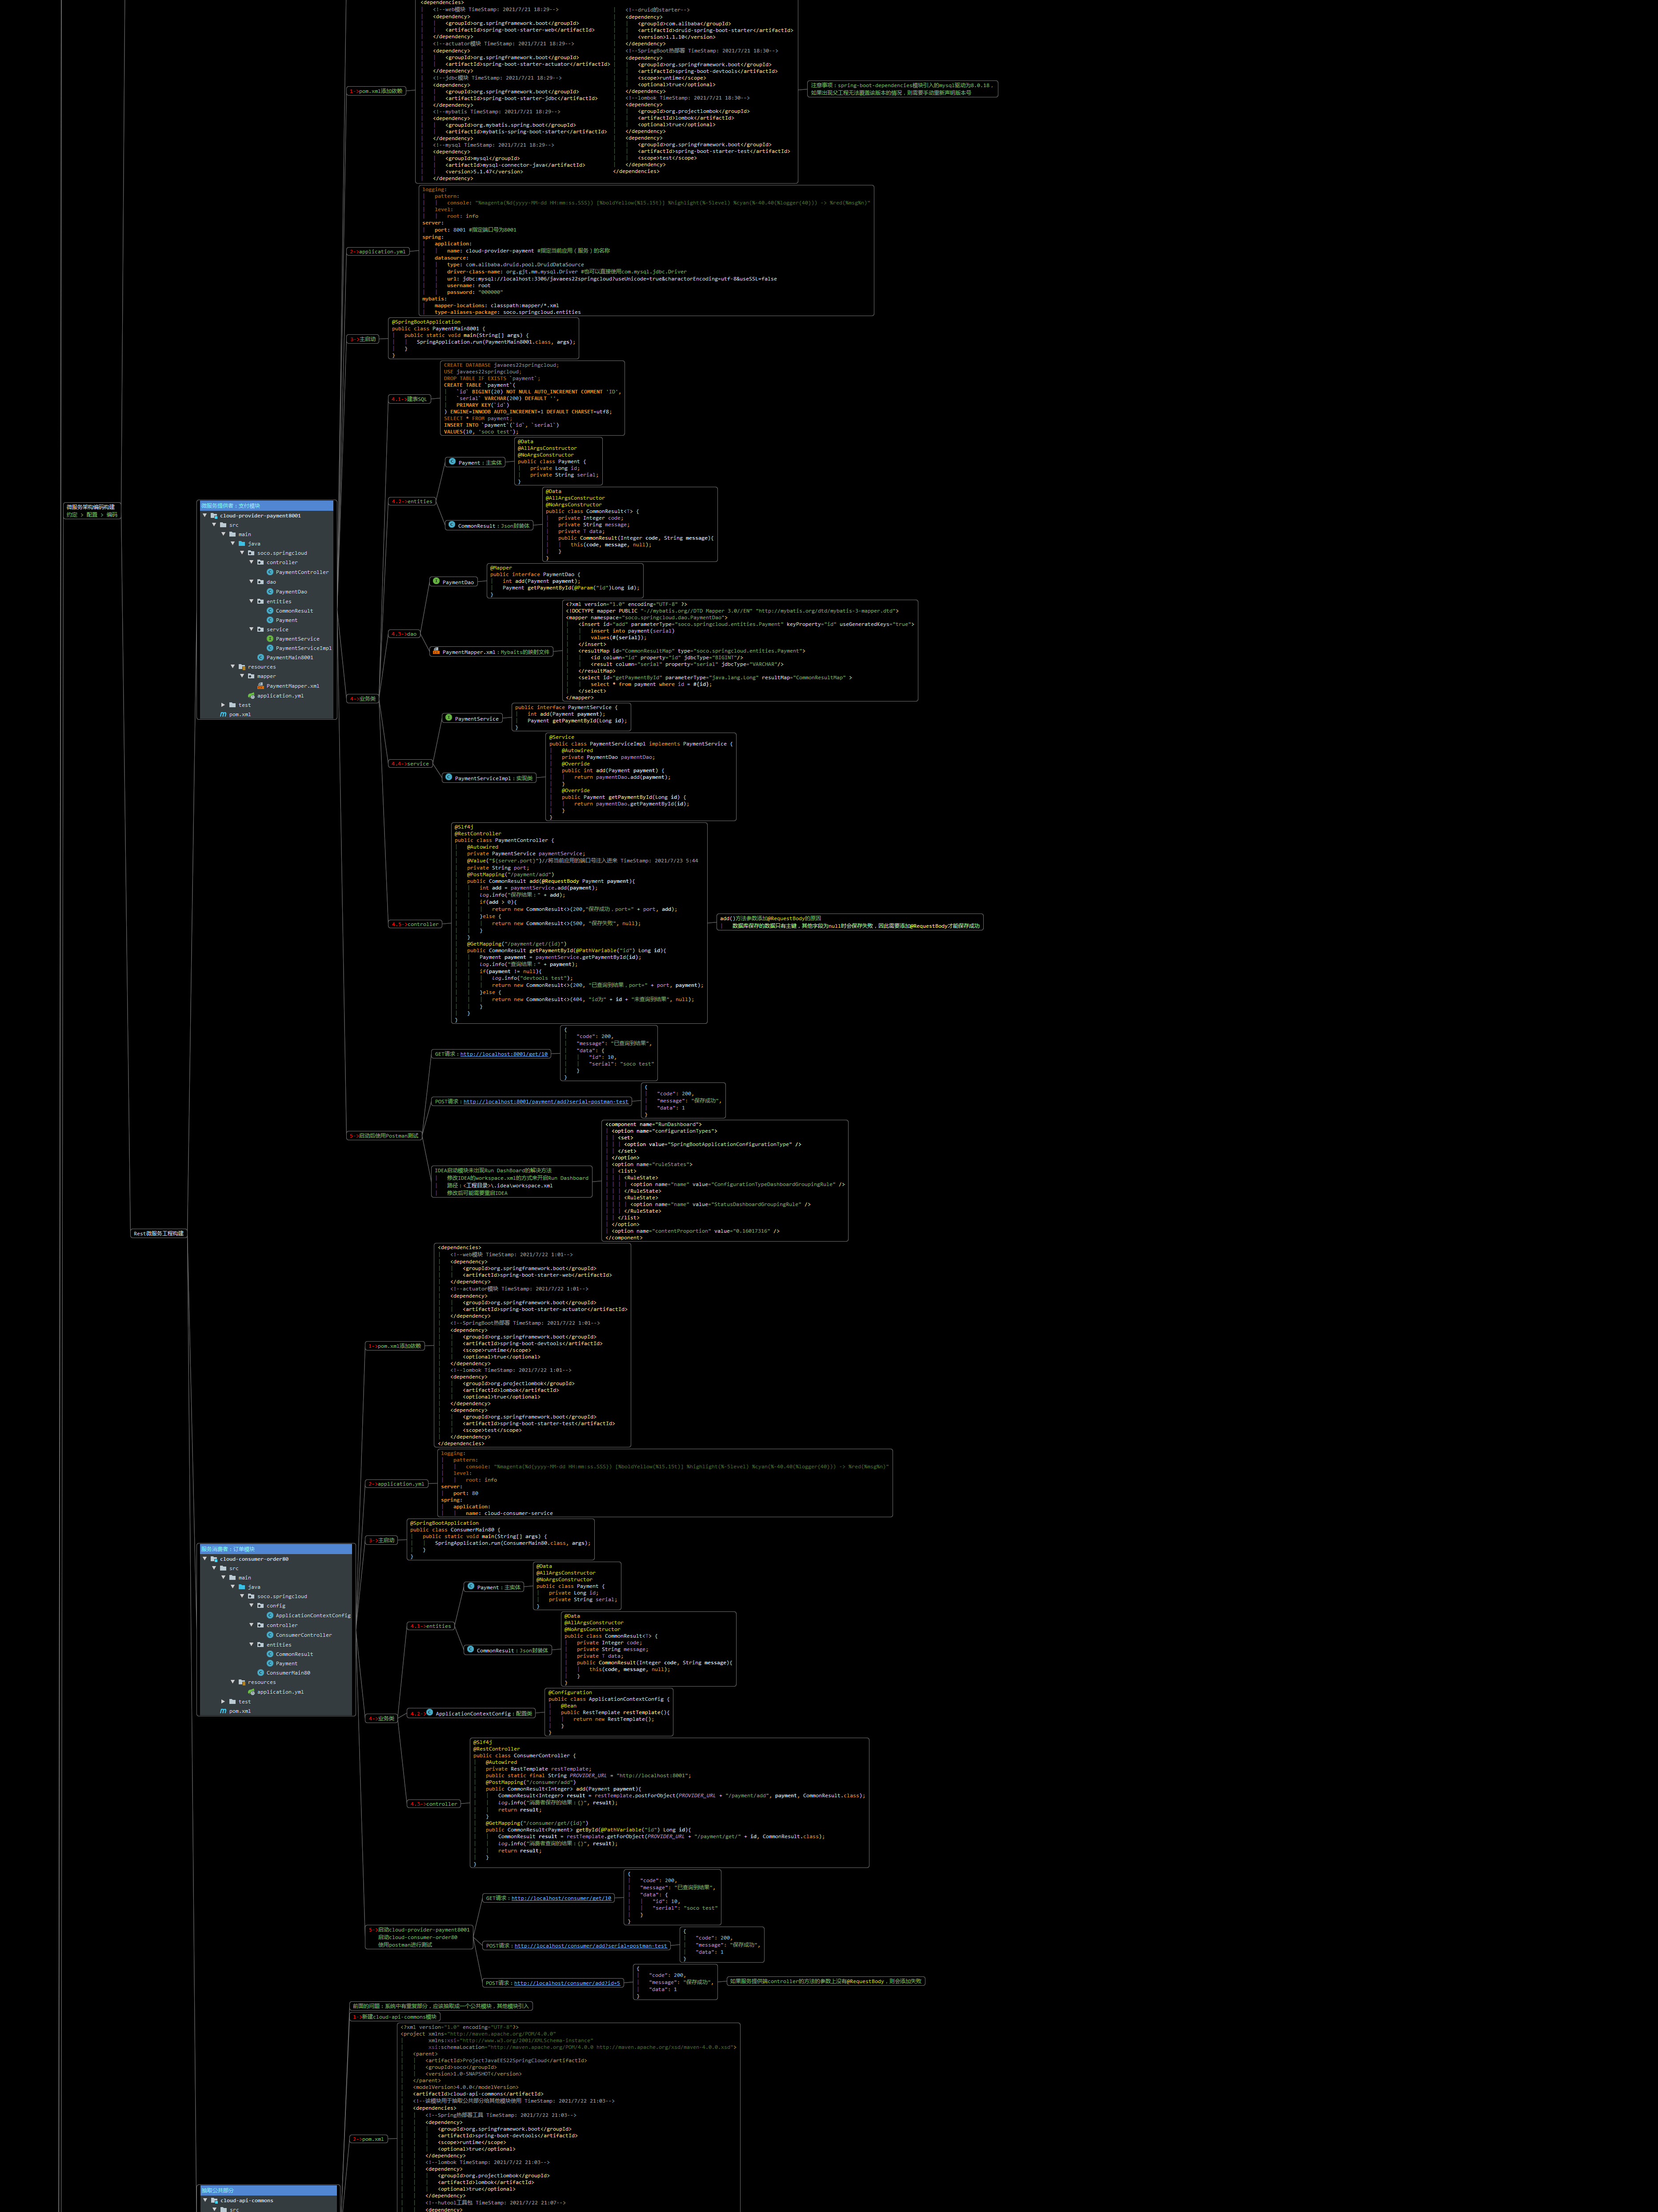 微服务架构编码构建
约定 > 配置 > 编码
Rest微服务工程构建
微服务提供者：支付模块
cloud-provider-payment8001
src
main
java
soco.springcloud
controller
PaymentController
dao
PaymentDao
entities
CommonResult
Payment
service
PaymentService
PaymentServiceImpl
PaymentMain8001
resources
mapper
PaymentMapper.xml
application.yml
test
pom.xml
1->pom.xml添加依赖
<dependencies>
<!--web模块 TimeStamp: 2021/7/21 18:29-->
<dependency>
<groupId>org.springframework.boot</groupId>
<artifactId>spring-boot-starter-web</artifactId>
</dependency>
<!--actuator模块 TimeStamp: 2021/7/21 18:29-->
<dependency>
<groupId>org.springframework.boot</groupId>
<artifactId>spring-boot-starter-actuator</artifactId>
</dependency>
<!--jdbc模块 TimeStamp: 2021/7/21 18:29-->
<dependency>
<groupId>org.springframework.boot</groupId>
<artifactId>spring-boot-starter-jdbc</artifactId>
</dependency>
<!--mybatis TimeStamp: 2021/7/21 18:29-->
<dependency>
<groupId>org.mybatis.spring.boot</groupId>
<artifactId>mybatis-spring-boot-starter</artifactId>
</dependency>
<!--mysql TimeStamp: 2021/7/21 18:29-->
<dependency>
<groupId>mysql</groupId>
<artifactId>mysql-connector-java</artifactId>
<version>5.1.47</version>
</dependency>
<!--druid的starter-->
<dependency>
<groupId>com.alibaba</groupId>
<artifactId>druid-spring-boot-starter</artifactId>
<version>1.1.10</version>
</dependency>
<!--SpringBoot热部署 TimeStamp: 2021/7/21 18:30-->
<dependency>
<groupId>org.springframework.boot</groupId>
<artifactId>spring-boot-devtools</artifactId>
<scope>runtime</scope>
<optional>true</optional>
</dependency>
<!--lombok TimeStamp: 2021/7/21 18:30-->
<dependency>
<groupId>org.projectlombok</groupId>
<artifactId>lombok</artifactId>
<optional>true</optional>
</dependency>
<dependency>
<groupId>org.springframework.boot</groupId>
<artifactId>spring-boot-starter-test</artifactId>
<scope>test</scope>
</dependency>
</dependencies>
注意事项：spring-boot-dependencies模块引入的mysql驱动为8.0.18，
如果出现父工程无法覆盖该版本的情况，则需要手动重新声明版本号
2->application.yml
logging:
pattern:
console: "%magenta(%d{yyyy-MM-dd HH:mm:ss.SSS}) [%boldYellow(%15.15t)] %highlight(%-5level) %cyan(%-40.40(%logger{40})) -> %red(%msg%n)"
level:
root: info
server:
port: 8001 #指定端口号为8001
spring:
application:
name: cloud-provider-payment #指定当前应用（服务）的名称
datasource:
type: com.alibaba.druid.pool.DruidDataSource
driver-class-name: org.gjt.mm.mysql.Driver #也可以直接使用com.mysql.jdbc.Driver
url: jdbc:mysql://localhost:3306/javaees22springcloud?useUnicode=true&charactorEncoding=utf-8&useSSL=false
username: root
password: "000000"
mybatis:
mapper-locations: classpath:mapper/*.xml
type-aliases-package: soco.springcloud.entities
3->主启动
@SpringBootApplication
public class PaymentMain8001 {
public static void main(String[] args) {
SpringApplication.run(PaymentMain8001.class, args);
}
}
4->业务类
4.1->建表SQL
CREATE DATABASE javaees22springcloud;
USE javaees22springcloud;
DROP TABLE IF EXISTS `payment`;
CREATE TABLE `payment`(
`id` BIGINT(20) NOT NULL AUTO_INCREMENT COMMENT 'ID',
`serial` VARCHAR(200) DEFAULT '',
PRIMARY KEY(`id`)
) ENGINE=INNODB AUTO_INCREMENT=1 DEFAULT CHARSET=utf8;
SELECT * FROM payment;
INSERT INTO `payment`(`id`, `serial`)
VALUES(10, 'soco test');
4.2->entities
Payment：主实体
@Data
@AllArgsConstructor
@NoArgsConstructor
public class Payment {
private Long id;
private String serial;
}
CommonResult：Json封装体
@Data
@AllArgsConstructor
@NoArgsConstructor
public class CommonResult<T> {
private Integer code;
private String message;
private T data;
public CommonResult(Integer code, String message){
this(code, message, null);
}
}
4.3->dao
PaymentDao
@Mapper
public interface PaymentDao {
int add(Payment payment);
Payment getPaymentById(@Param("id")Long id);
}
PaymentMapper.xml：Mybaits的映射文件
<?xml version="1.0" encoding="UTF-8" ?>
<!DOCTYPE mapper PUBLIC "-//mybatis.org//DTD Mapper 3.0//EN" "http://mybatis.org/dtd/mybatis-3-mapper.dtd">
<mapper namespace="soco.springcloud.dao.PaymentDao">
<insert id="add" parameterType="soco.springcloud.entities.Payment" keyProperty="id" useGeneratedKeys="true">
insert into payment(serial)
values(#{serial});
</insert>
<resultMap id="CommonResultMap" type="soco.springcloud.entities.Payment">
<id column="id" property="id" jdbcType="BIGINT"/>
<result column="serial" property="serial" jdbcType="VARCHAR"/>
</resultMap>
<select id="getPaymentById" parameterType="java.lang.Long" resultMap="CommonResultMap" >
select * from payment where id = #{id};
</select>
</mapper>
4.4->service
PaymentService
public interface PaymentService {
int add(Payment payment);
Payment getPaymentById(Long id);
}
PaymentServiceImpl：实现类
@Service
public class PaymentServiceImpl implements PaymentService {
@Autowired
private PaymentDao paymentDao;
@Override
public int add(Payment payment) {
return paymentDao.add(payment);
}
@Override
public Payment getPaymentById(Long id) {
return paymentDao.getPaymentById(id);
}
}
4.5->controller
@Slf4j
@RestController
public class PaymentController {
@Autowired
private PaymentService paymentService;
@Value("${server.port}")//将当前应用的端口号注入进来 TimeStamp: 2021/7/23 5:44
private String port;
@PostMapping("/payment/add")
public CommonResult add(@RequestBody Payment payment){
int add = paymentService.add(payment);
log.info("保存结果：" + add);
if(add > 0){
return new CommonResult<>(200,"保存成功，port=" + port, add);
}else {
return new CommonResult<>(500, "保存失败", null);
}
}
@GetMapping("/payment/get/{id}")
public CommonResult getPaymentById(@PathVariable("id") Long id){
Payment payment = paymentService.getPaymentById(id);
log.info("查询结果：" + payment);
if(payment != null){
log.info("devtools test");
return new CommonResult<>(200, "已查询到结果，port=" + port, payment);
}else {
return new CommonResult<>(404, "id为" + id + "未查询到结果", null);
}
}
}
add()方法参数添加@RequestBody的原因
数据库保存的数据只有主键，其他字段为null时会保存失败，因此需要添加@RequestBody才能保存成功
5->启动后使用Postman测试
GET请求：http://localhost:8001/get/10
{
"code": 200,
"message": "已查询到结果",
"data": {
"id": 10,
"serial": "soco test"
}
}
POST请求：http://localhost:8001/payment/add?serial=postman-test
{
"code": 200,
"message": "保存成功",
"data": 1
}
IDEA启动模块未出现Run DashBoard的解决方法
修改IDEA的workspace.xml的方式来开启Run Dashboard
路径：<工程目录>\.idea\workspace.xml
修改后可能需要重启IDEA
<component name="RunDashboard">
<option name="configurationTypes">
<set>
<option value="SpringBootApplicationConfigurationType" />
</set>
</option>
<option name="ruleStates">
<list>
<RuleState>
<option name="name" value="ConfigurationTypeDashboardGroupingRule" />
</RuleState>
<RuleState>
<option name="name" value="StatusDashboardGroupingRule" />
</RuleState>
</list>
</option>
<option name="contentProportion" value="0.16017316" />
</component>
服务消费者：订单模块
cloud-consumer-order80
src
main
java
soco.springcloud
config
ApplicationContextConfig
controller
ConsumerController
entities
CommonResult
Payment
ConsumerMain80
resources
application.yml
test
pom.xml
1->pom.xml添加依赖
<dependencies>
<!--web模块 TimeStamp: 2021/7/22 1:01-->
<dependency>
<groupId>org.springframework.boot</groupId>
<artifactId>spring-boot-starter-web</artifactId>
</dependency>
<!--actuator模块 TimeStamp: 2021/7/22 1:01-->
<dependency>
<groupId>org.springframework.boot</groupId>
<artifactId>spring-boot-starter-actuator</artifactId>
</dependency>
<!--SpringBoot热部署 TimeStamp: 2021/7/22 1:01-->
<dependency>
<groupId>org.springframework.boot</groupId>
<artifactId>spring-boot-devtools</artifactId>
<scope>runtime</scope>
<optional>true</optional>
</dependency>
<!--lombok TimeStamp: 2021/7/22 1:01-->
<dependency>
<groupId>org.projectlombok</groupId>
<artifactId>lombok</artifactId>
<optional>true</optional>
</dependency>
<dependency>
<groupId>org.springframework.boot</groupId>
<artifactId>spring-boot-starter-test</artifactId>
<scope>test</scope>
</dependency>
</dependencies>
2->application.yml
logging:
pattern:
console: "%magenta(%d{yyyy-MM-dd HH:mm:ss.SSS}) [%boldYellow(%15.15t)] %highlight(%-5level) %cyan(%-40.40(%logger{40})) -> %red(%msg%n)"
level:
root: info
server:
port: 80
spring:
application:
name: cloud-consumer-service
3->主启动
@SpringBootApplication
public class ConsumerMain80 {
public static void main(String[] args) {
SpringApplication.run(ConsumerMain80.class, args);
}
}
4->业务类
4.1->entities
Payment：主实体
@Data
@AllArgsConstructor
@NoArgsConstructor
public class Payment {
private Long id;
private String serial;
}
CommonResult：Json封装体
@Data
@AllArgsConstructor
@NoArgsConstructor
public class CommonResult<T> {
private Integer code;
private String message;
private T data;
public CommonResult(Integer code, String message){
this(code, message, null);
}
}
4.2->ApplicationContextConfig：配置类
@Configuration
public class ApplicationContextConfig {
@Bean
public RestTemplate restTemplate(){
return new RestTemplate();
}
}
4.3->controller
@Slf4j
@RestController
public class ConsumerController {
@Autowired
private RestTemplate restTemplate;
public static final String PROVIDER_URL = "http://localhost:8001";
@PostMapping("/consumer/add")
public CommonResult<Integer> add(Payment payment){
CommonResult<Integer> result = restTemplate.postForObject(PROVIDER_URL + "/payment/add", payment, CommonResult.class);
log.info("消费者保存的结果：{}", result);
return result;
}
@GetMapping("/consumer/get/{id}")
public CommonResult<Payment> getById(@PathVariable("id") Long id){
CommonResult result = restTemplate.getForObject(PROVIDER_URL + "/payment/get/" + id, CommonResult.class);
log.info("消费者查询的结果：{}", result);
return result;
}
}
5->启动cloud-provider-payment8001
启动cloud-consumer-order80
使用postman进行测试
GET请求：http://localhost/consumer/get/10
{
"code": 200,
"message": "已查询到结果",
"data": {
"id": 10,
"serial": "soco test"
}
}
POST请求：http://localhost/consumer/add?serial=postman-test
{
"code": 200,
"message": "保存成功",
"data": 1
}
POST请求：http://localhost/consumer/add?id=5
{
"code": 200,
"message": "保存成功",
"data": 1
}
如果服务提供端controller的方法的参数上没有@RequestBody，则会添加失败
抽取公共部分
cloud-api-commons
src
前面的问题：系统中有重复部分，应该抽取成一个公共模块，其他模块引入
1->新建cloud-api-commons模块
2->pom.xml
<?xml version="1.0" encoding="UTF-8"?>
<project xmlns="http://maven.apache.org/POM/4.0.0"
xmlns:xsi="http://www.w3.org/2001/XMLSchema-instance"
xsi:schemaLocation="http://maven.apache.org/POM/4.0.0 http://maven.apache.org/xsd/maven-4.0.0.xsd">
<parent>
<artifactId>ProjectJavaEES22SpringCloud</artifactId>
<groupId>soco</groupId>
<version>1.0-SNAPSHOT</version>
</parent>
<modelVersion>4.0.0</modelVersion>
<artifactId>cloud-api-commons</artifactId>
<!--该模块用于抽取公共部分给其他模块使用 TimeStamp: 2021/7/22 21:03-->
<dependencies>
<!--Spring热部署工具 TimeStamp: 2021/7/22 21:03-->
<dependency>
<groupId>org.springframework.boot</groupId>
<artifactId>spring-boot-devtools</artifactId>
<scope>runtime</scope>
<optional>true</optional>
</dependency>
<!--lombok TimeStamp: 2021/7/22 21:03-->
<dependency>
<groupId>org.projectlombok</groupId>
<artifactId>lombok</artifactId>
<optional>true</optional>
</dependency>
<!--hutool工具包 TimeStamp: 2021/7/22 21:07-->
<dependency>